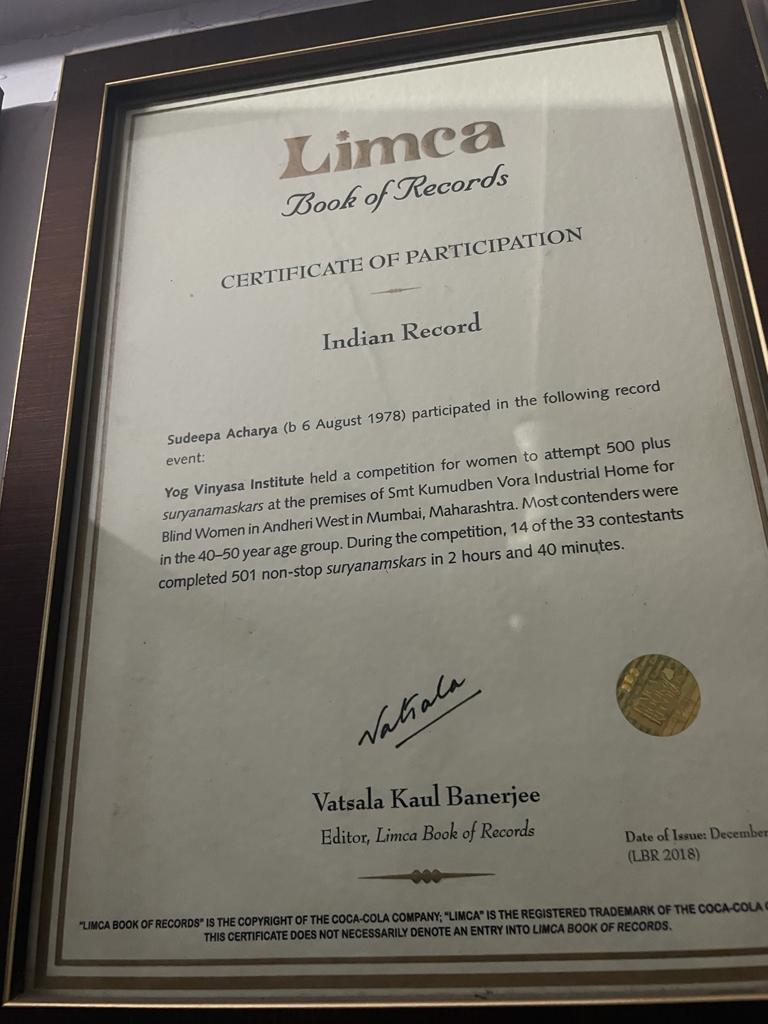 Limca
Book of Records
CERTIFICATE OF PARTICIPATION
Indian Record
Sudeepa Acharya (b 6 August 1978) participated in the following record
event:
Yog Vinyasa Institute held a competition for women to attempt 500 plus
suryanamaskars at the premises of Smt Kumudben Vora Industrial Home for
Blind Women in Andheri West in Mumbai, Maharashtra. Most contenders were
in the 40–50 year age group. During the competition, 14 of the 33 contestants
completed 501 non-stop suryanamskars in 2 hours and 40 minutes.
Vatsala
Vatsala Kaul Banerjee
Editor, Limca Book of Records
Date of Issue: December
(LBR 2018)
"LIMCA BOOK OF RECORDS" IS THE COPYRIGHT OF THE COCA-COLA COMPANY; "LIMCA" IS THE REGISTERED TRADEMARK OF THE COCA-COLA
THIS CERTIFICATE DOES NOT NECESSARILY DENOTE AN ENTRY INTO LIMCA BOOK OF RECORDS.